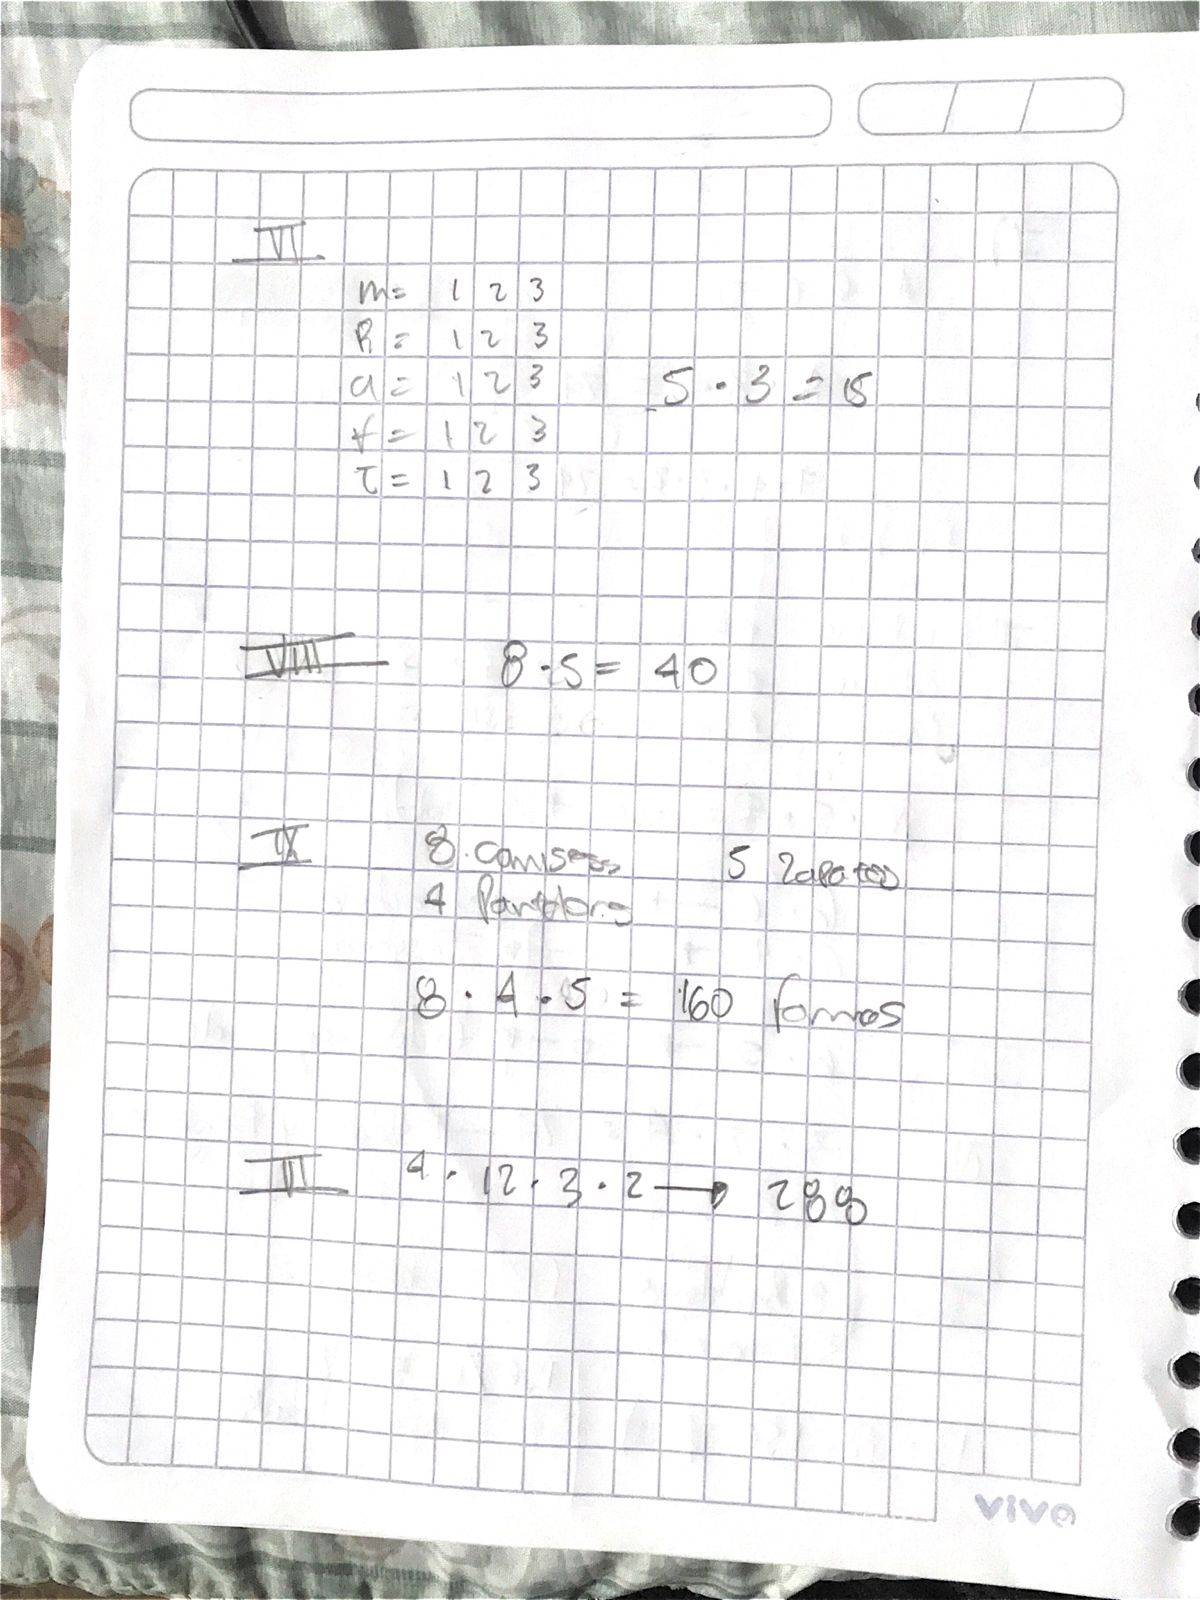 VI
m= 1 2 3
R= 1 2 3
a= 1 2 3
5 · 3 = 15
r= 1 2 3
T= 1 2 3
VIII 8 · 5 = 40
IX 8 camisas 5 zapatos
4 Pantalons
8 · 4 · 5 = 160 formas
VI 4 · 12 · 3 · 2 → 288
vivo